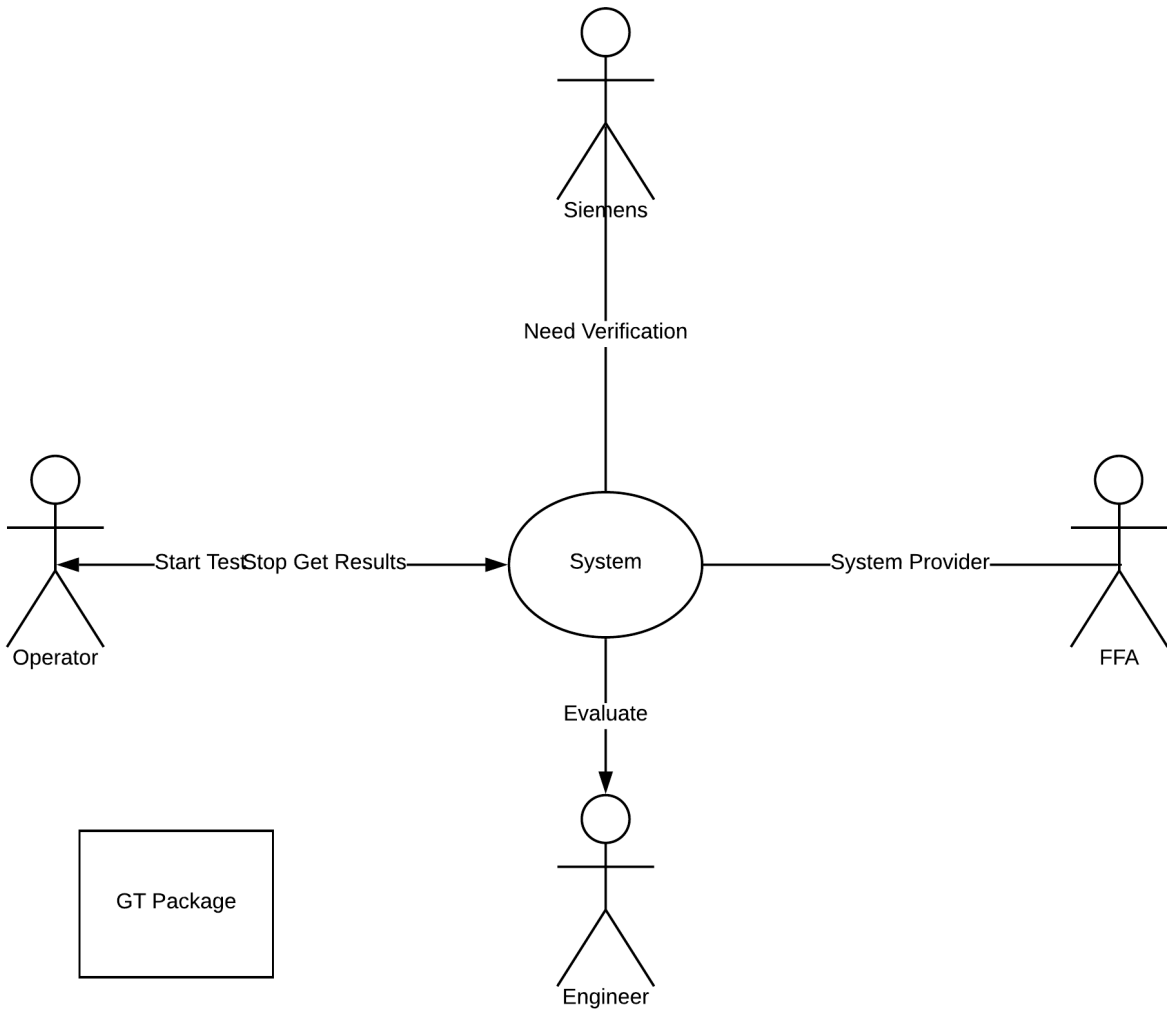 Siemens
Need Verification
Start Test
Stop Get Results
System
System Provider
Operator
FFA
Evaluate
GT Package
Engineer